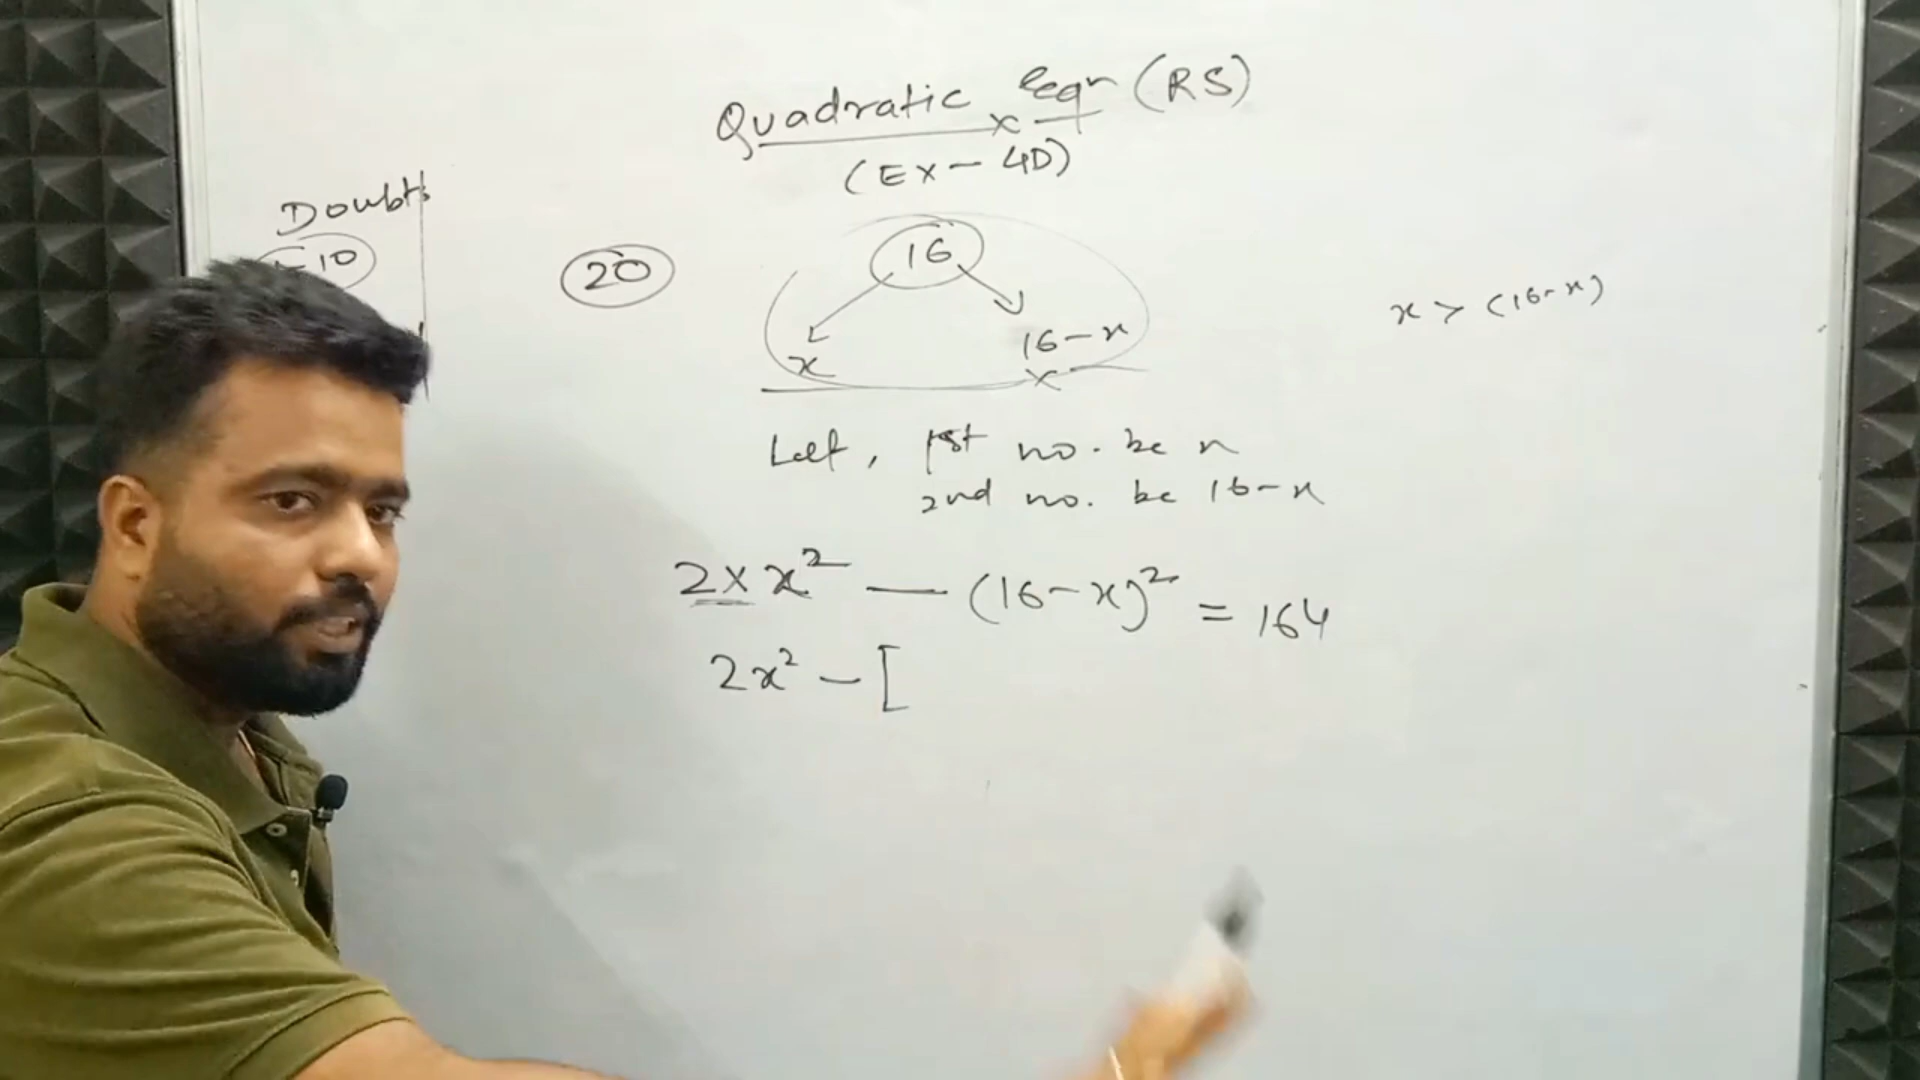 Quadratic Eqn (RS)
(Ex - 4D)
Doubts
10
20
16
x
16-x
x > (16-x)
Let, 1st no. be x
2nd no. be 16-x
2 × x² — (16-x)² = 164
2x² - [